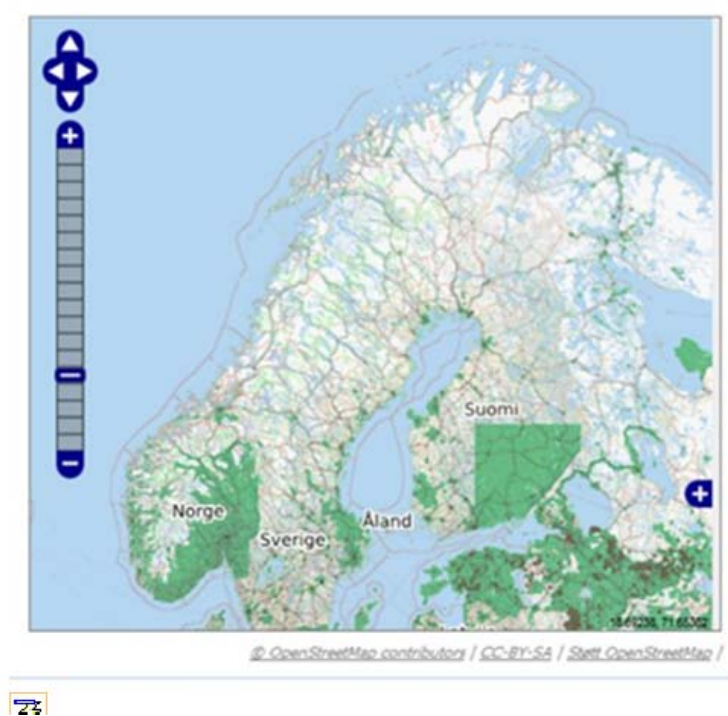 Suomi
Norge
Åland
Sverige
© OpenStreetMap contributors / CC-BY-SA / Støtt OpenStreetMap /